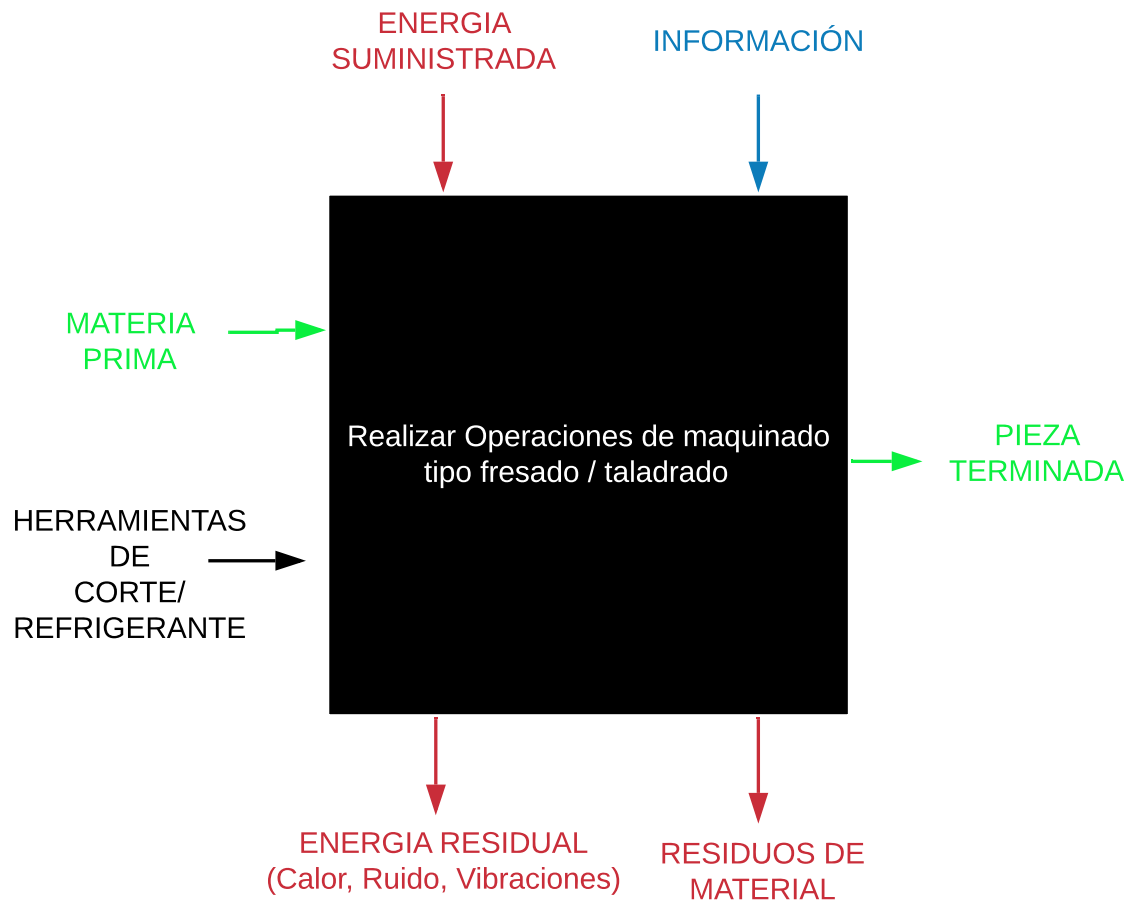 ENERGIA
SUMINISTRADA
INFORMACIÓN
MATERIA
PRIMA
Realizar Operaciones de maquinado
tipo fresado / taladrado
PIEZA
TERMINADA
HERRAMIENTAS
DE
CORTE/
REFRIGERANTE
ENERGIA RESIDUAL
(Calor, Ruido, Vibraciones)
RESIDUOS DE
MATERIAL